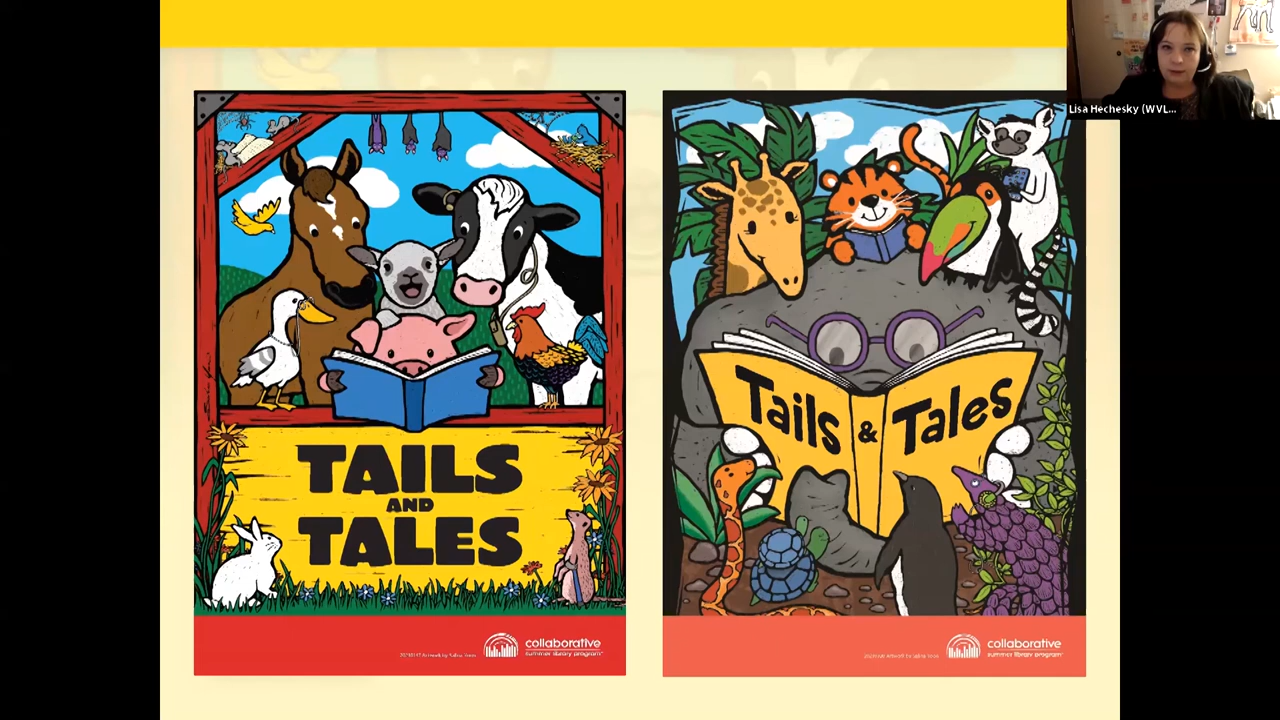 Lisa Hechesky (WVL...
TAILS
AND
TALES
collaborative
summer library program
Tails & Tales
collaborative
summer library program